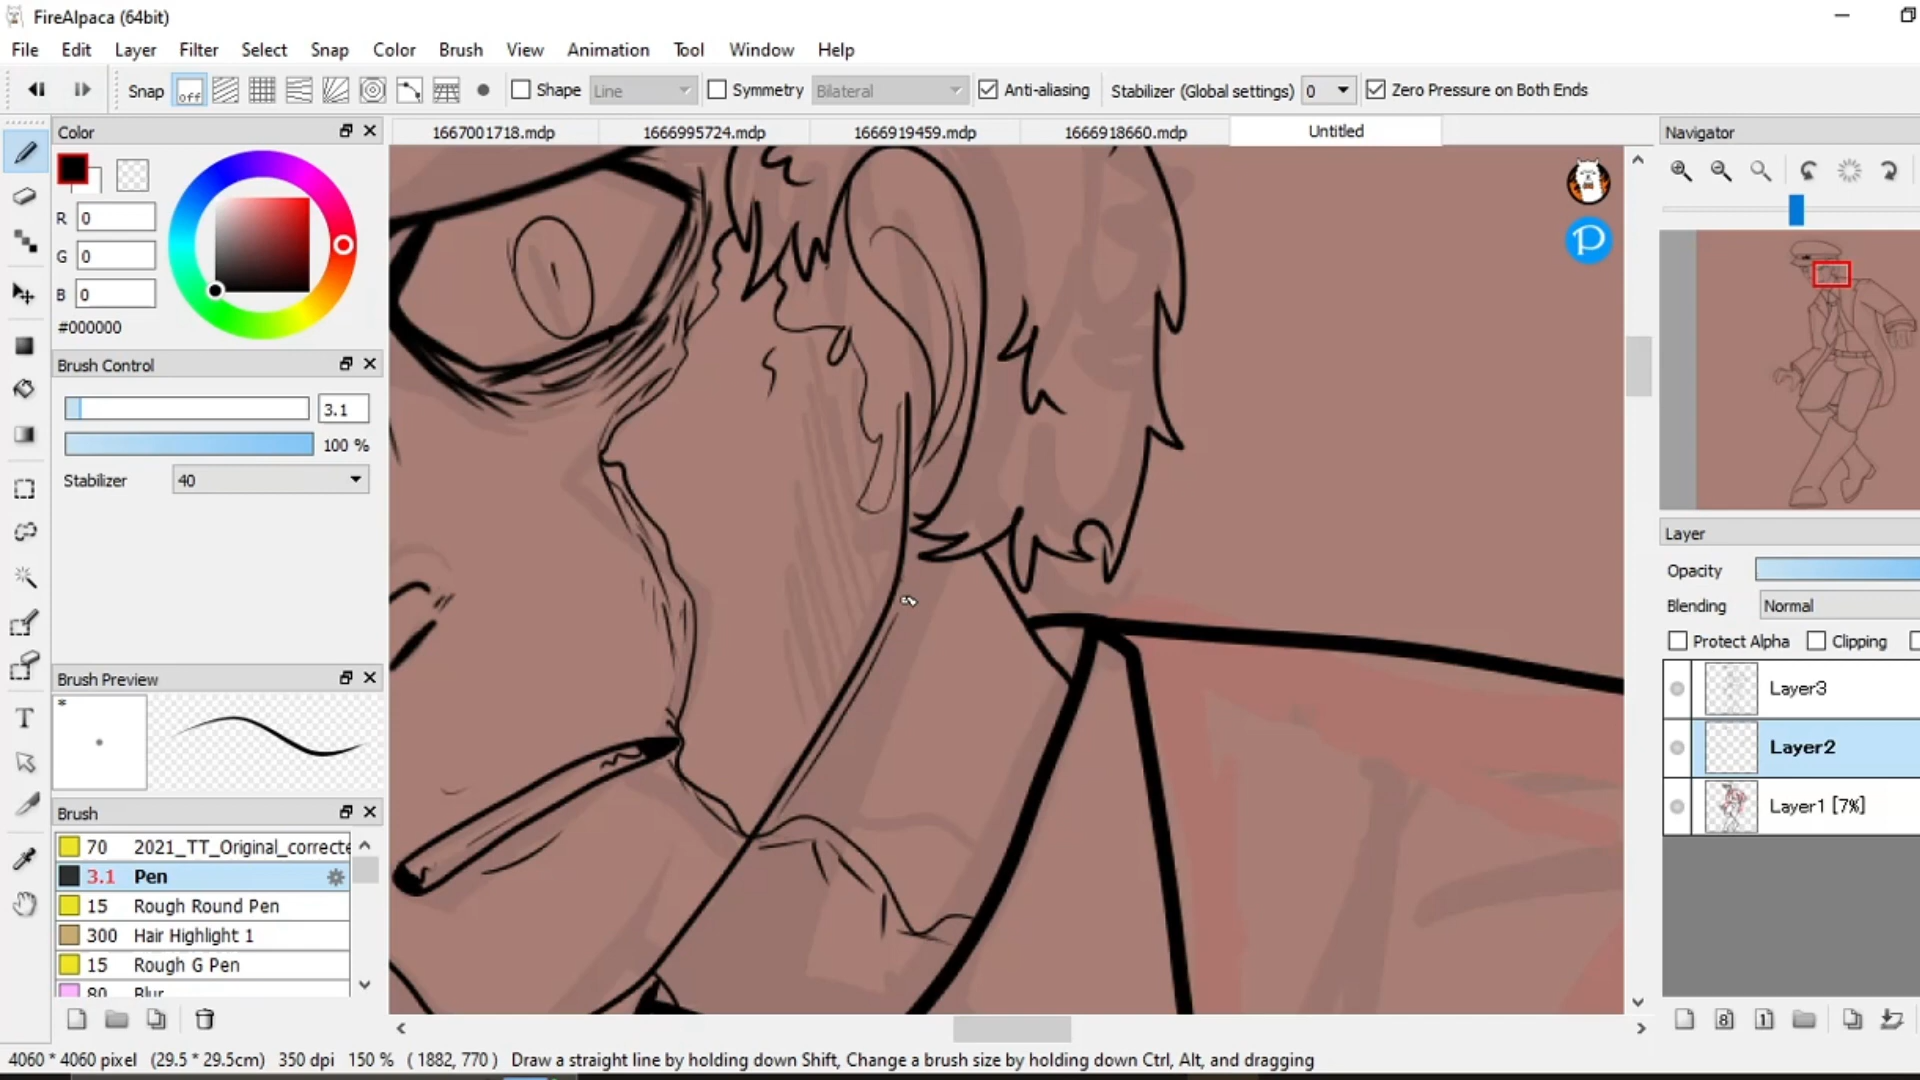 FireAlpaca (64bit)
File Edit Layer Filter Select Snap Color Brush View Animation Tool Window Help
Snap off Shape Line Symmetry Bilateral Anti-aliasing Stabilizer (Global settings) 0 Zero Pressure on Both Ends
Color
1667001718.mdp 1666995724.mdp 1666919459.mdp 1666918660.mdp Untitled
Navigator
R 0
G 0
B 0
#000000
Brush Control
3.1
100 %
Stabilizer 40
Layer
Opacity
Blending Normal
Protect Alpha Clipping
Layer3
Layer2
Layer1 [7%]
Brush Preview
*
Brush
70 2021_TT_Original_correcte
3.1 Pen
15 Rough Round Pen
300 Hair Highlight 1
15 Rough G Pen
80 Blur
T
P
8 1
4060 * 4060 pixel (29.5 * 29.5cm) 350 dpi 150 % ( 1882, 770 ) Draw a straight line by holding down Shift, Change a brush size by holding down Ctrl, Alt, and dragging